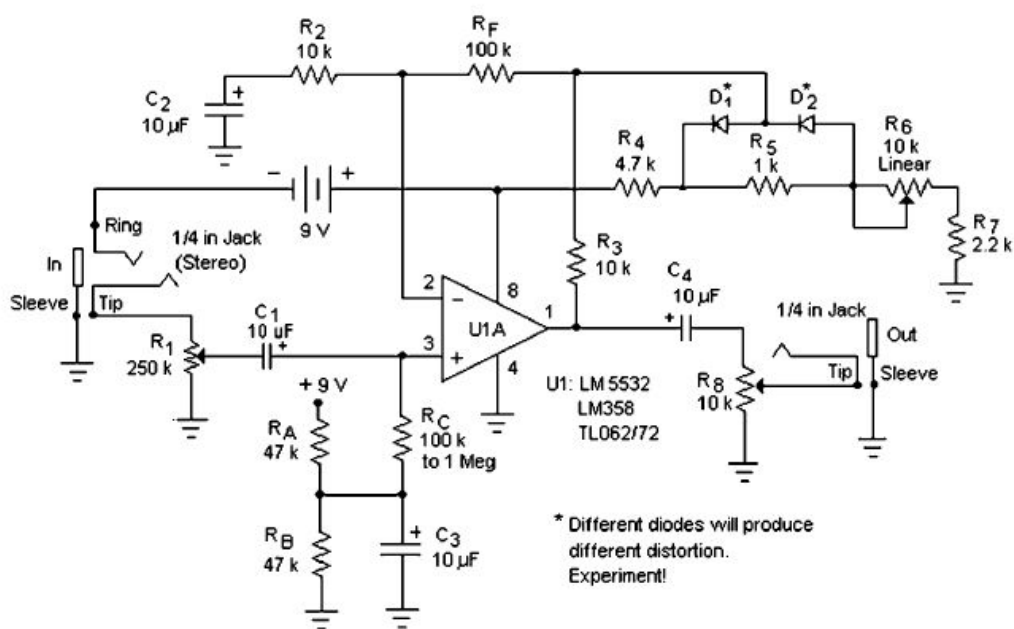 R2
10 k
RF
100 k
C2
+
10 µF
D1*
D2*
R4
4.7 k
R5
1 k
R6
10 k
Linear
R7
2.2 k
-
+
9 V
Ring
1/4 in Jack
(Stereo)
In
Sleeve
Tip
R1
250 k
C1
10 uF
+
2
-
3
+
8
U1A
1
4
R3
10 k
C4
10 µF
+
1/4 in Jack
Out
Tip
Sleeve
R8
10 k
U1: LM 5532
LM358
TL062/72
+ 9 V
RA
47 k
RC
100 k
to 1 Meg
RB
47 k
+
C3
10 µF
* Different diodes will produce
different distortion.
Experiment!